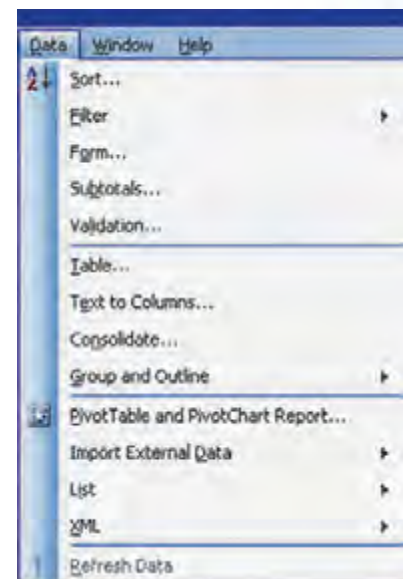 Data Window Help
Sort...
Filter
Form...
Subtotals...
Validation...
Table...
Text to Columns...
Consolidate...
Group and Outline
PivotTable and PivotChart Report...
Import External Data
List
XML
Refresh Data